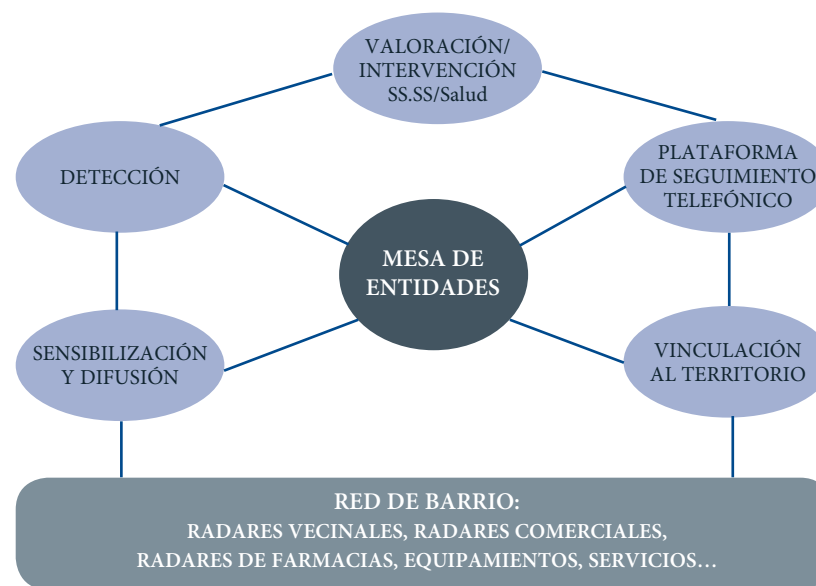 VALORACIÓN/
INTERVENCIÓN
SS.SS/Salud
DETECCIÓN
PLATAFORMA
DE SEGUIMIENTO
TELEFÓNICO
MESA DE
ENTIDADES
SENSIBILIZACIÓN
Y DIFUSIÓN
VINCULACIÓN
AL TERRITORIO
RED DE BARRIO:
RADARES VECINALES, RADARES COMERCIALES,
RADARES DE FARMACIAS, EQUIPAMIENTOS, SERVICIOS…